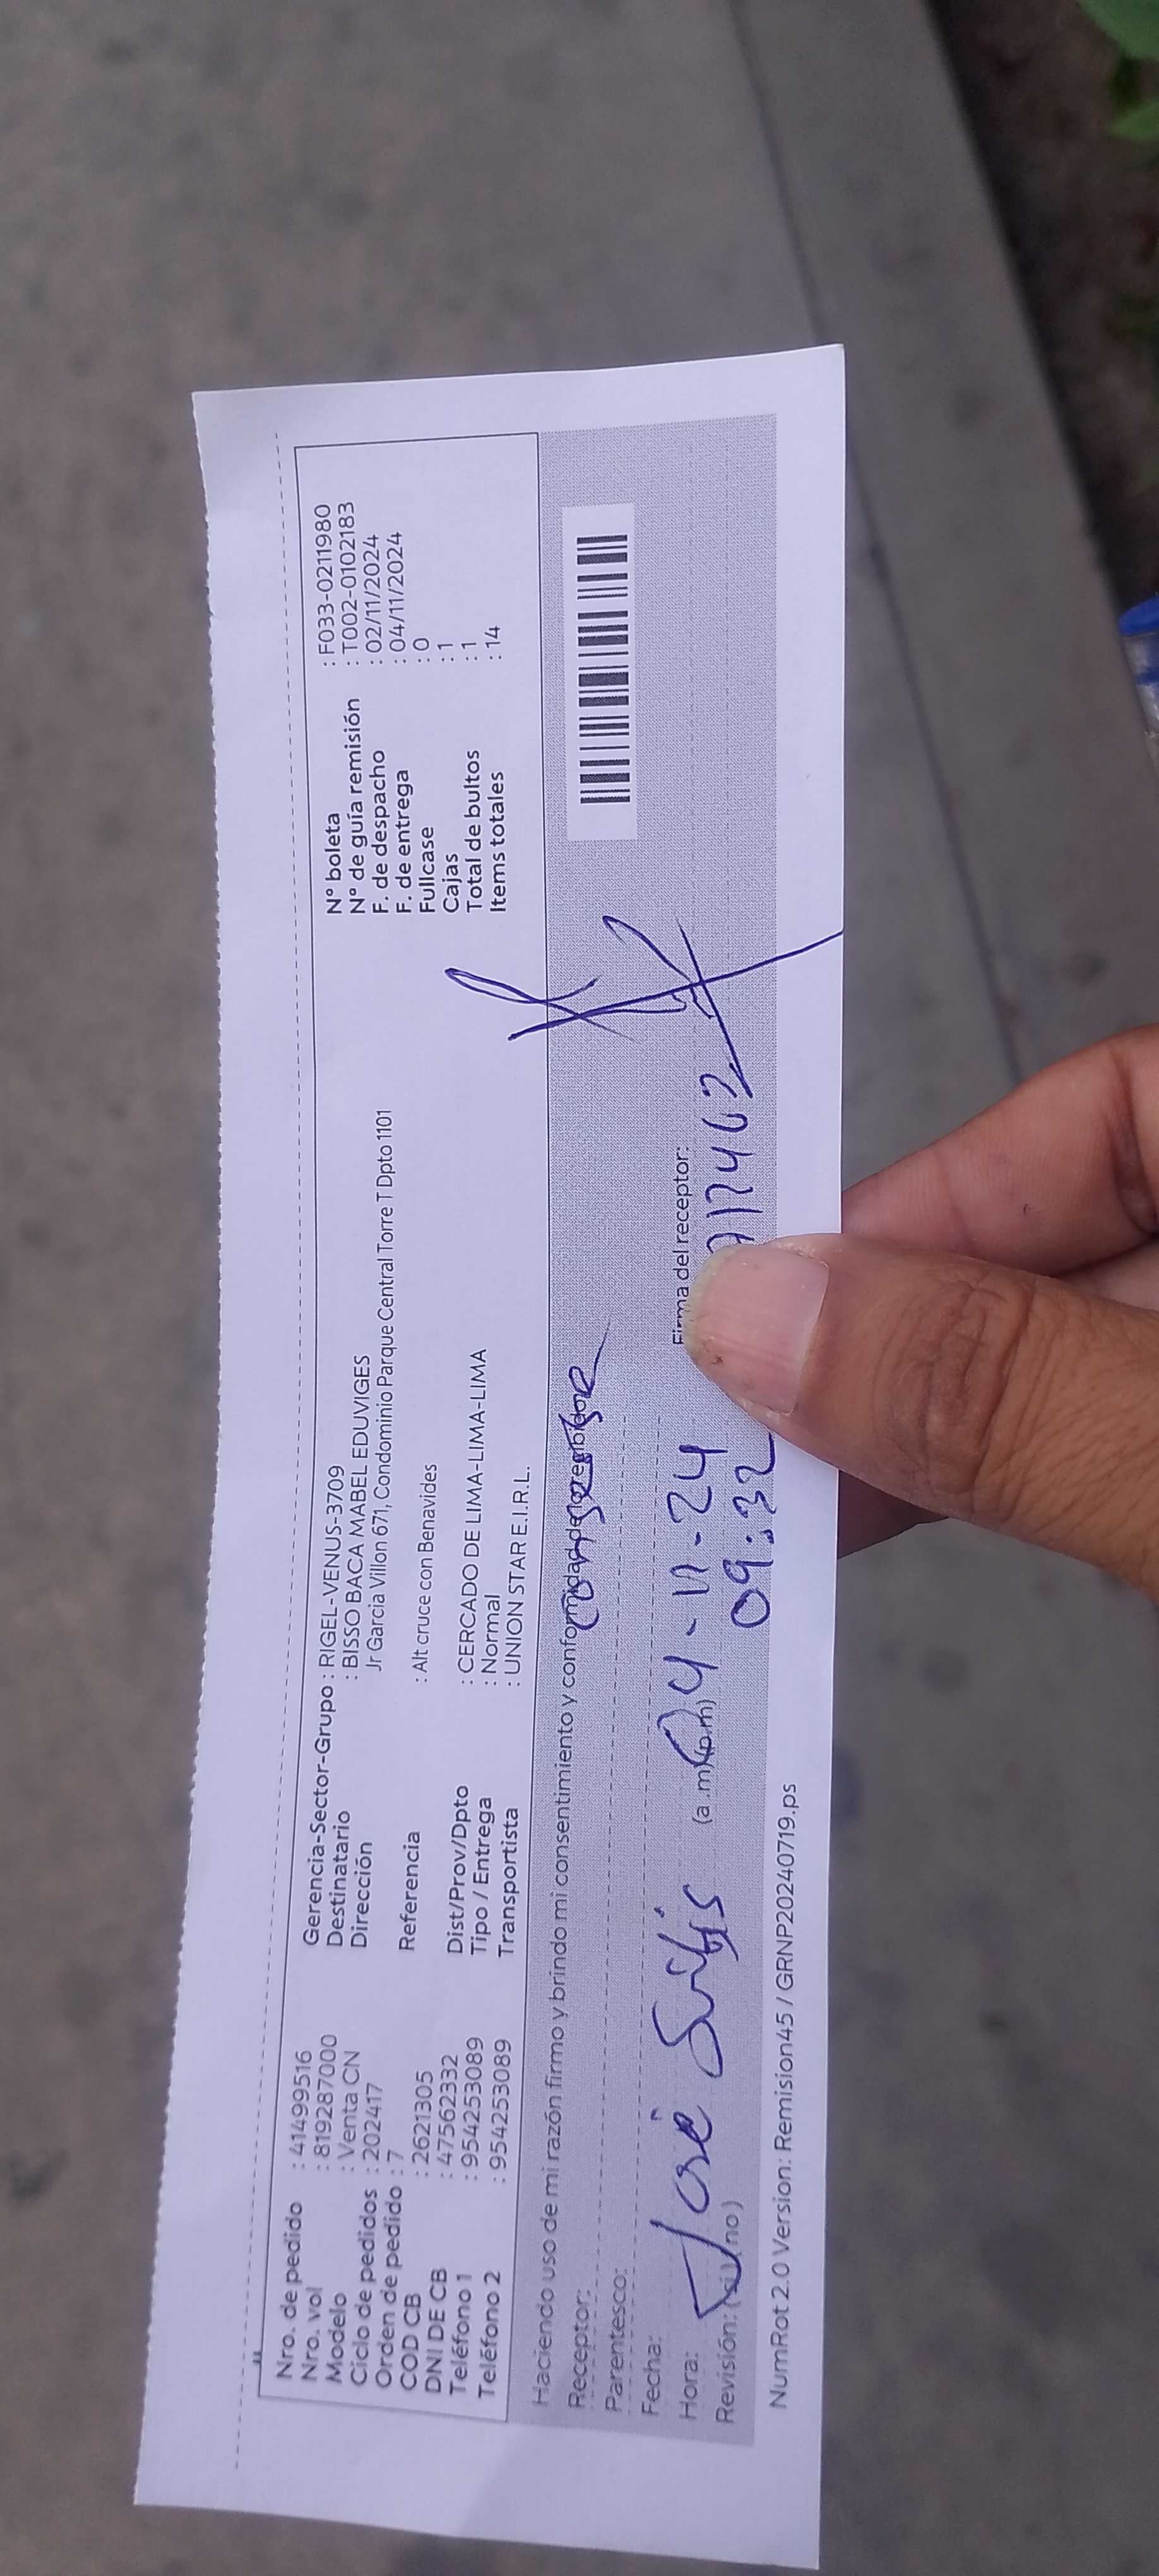 Nro. de pedido : 41499516
Nro. vol : 819287000
Modelo : Venta CN
Ciclo de pedidos : 202417
Orden de pedido : 7
COD CB : 2621305
DNI DE CB : 47562332
Teléfono 1 : 954253089
Teléfono 2 : 954253089
Gerencia-Sector-Grupo : RIGEL-VENUS-3709
Destinatario : BISSO BACA MABEL EDUVIGES
Dirección Jr Garcia Villon 671, Condominio Parque Central Torre T Dpto 1101
Referencia : Alt cruce con Benavides
Dist/Prov/Dpto : CERCADO DE LIMA-LIMA-LIMA
Tipo / Entrega : Normal
Transportista : UNION STAR E.I.R.L.
N° boleta : F033-0211980
N° de guía remisión : T002-0102183
F. de despacho : 02/11/2024
F. de entrega : 04/11/2024
Fullcase : 0
Cajas : 1
Total de bultos : 1
Items totales : 14
Haciendo uso de mi razón firmo y brindo mi consentimiento y conformidad de lo recibido
Receptor:
Parentesco:
Fecha:
Hora: (a.m) (p.m) Firma del receptor:
José 04-11-24
Revisión: (si) (no) 09:32
NumRot 2.0 Version: Remision45 / GRNP20240719.ps